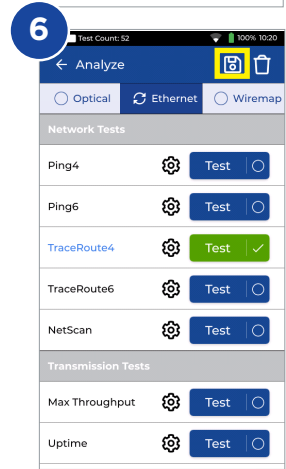 6
Test Count: 52 100% 10:20
Analyze
Optical Ethernet Wiremap
Network Tests
Ping4 Test
Ping6 Test
TraceRoute4 Test
TraceRoute6 Test
NetScan Test
Transmission Tests
Max Throughput Test
Uptime Test